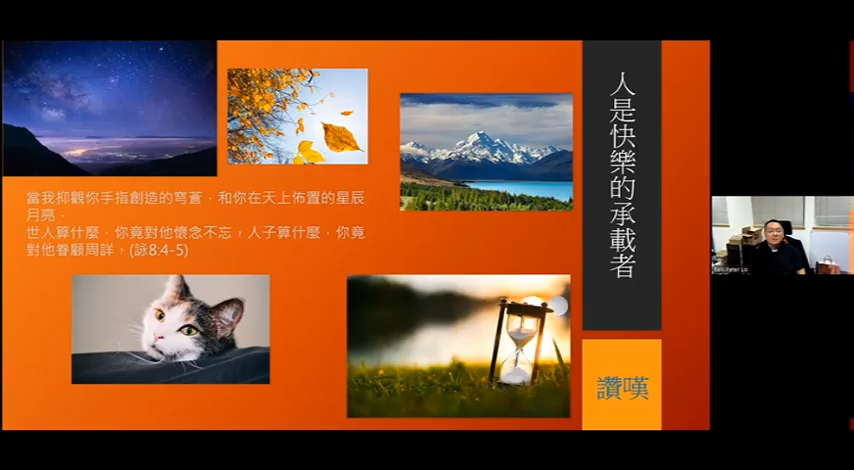 人是快樂的承載者
當我抑觀你手指創造的穹蒼．和你在天上佈置的星辰
月亮．
世人算什麼．你竟對他懷念不忘，人子算什麼．你竟
對他眷顧周詳，(詠8:4-5)
讚嘆